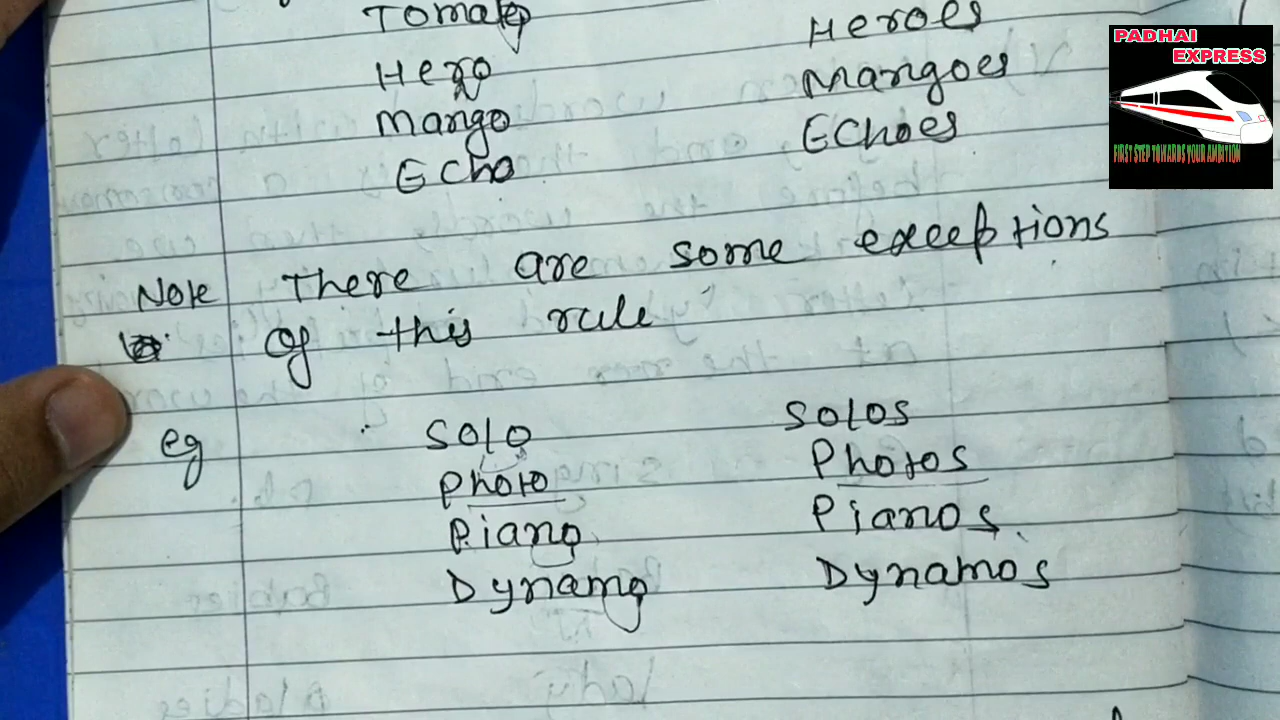 Tomato
Heroes
Hero
Mangoes
Mango
Echoes
Echo
Note There are some exceptions
of this rule
eg Solo Solos
Photo Photos
Piano Pianos
Dynamo Dynamos
PADHAI
EXPRESS
FIRST STEP TOWARDS YOUR AMBITION